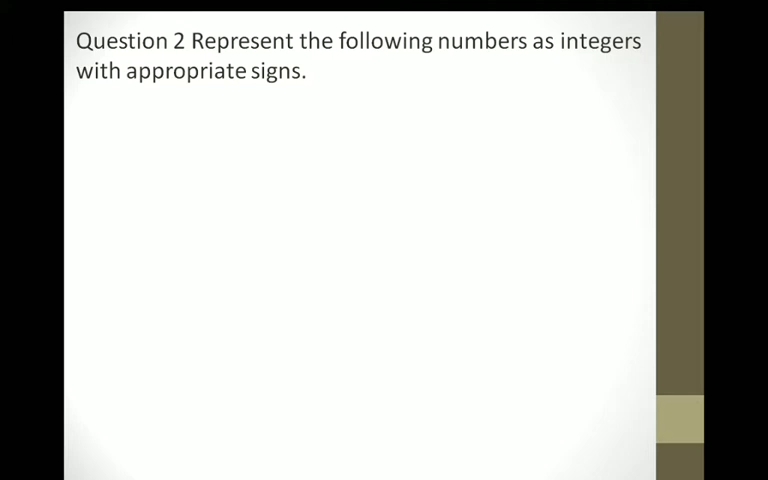 Question 2 Represent the following numbers as integers
with appropriate signs.